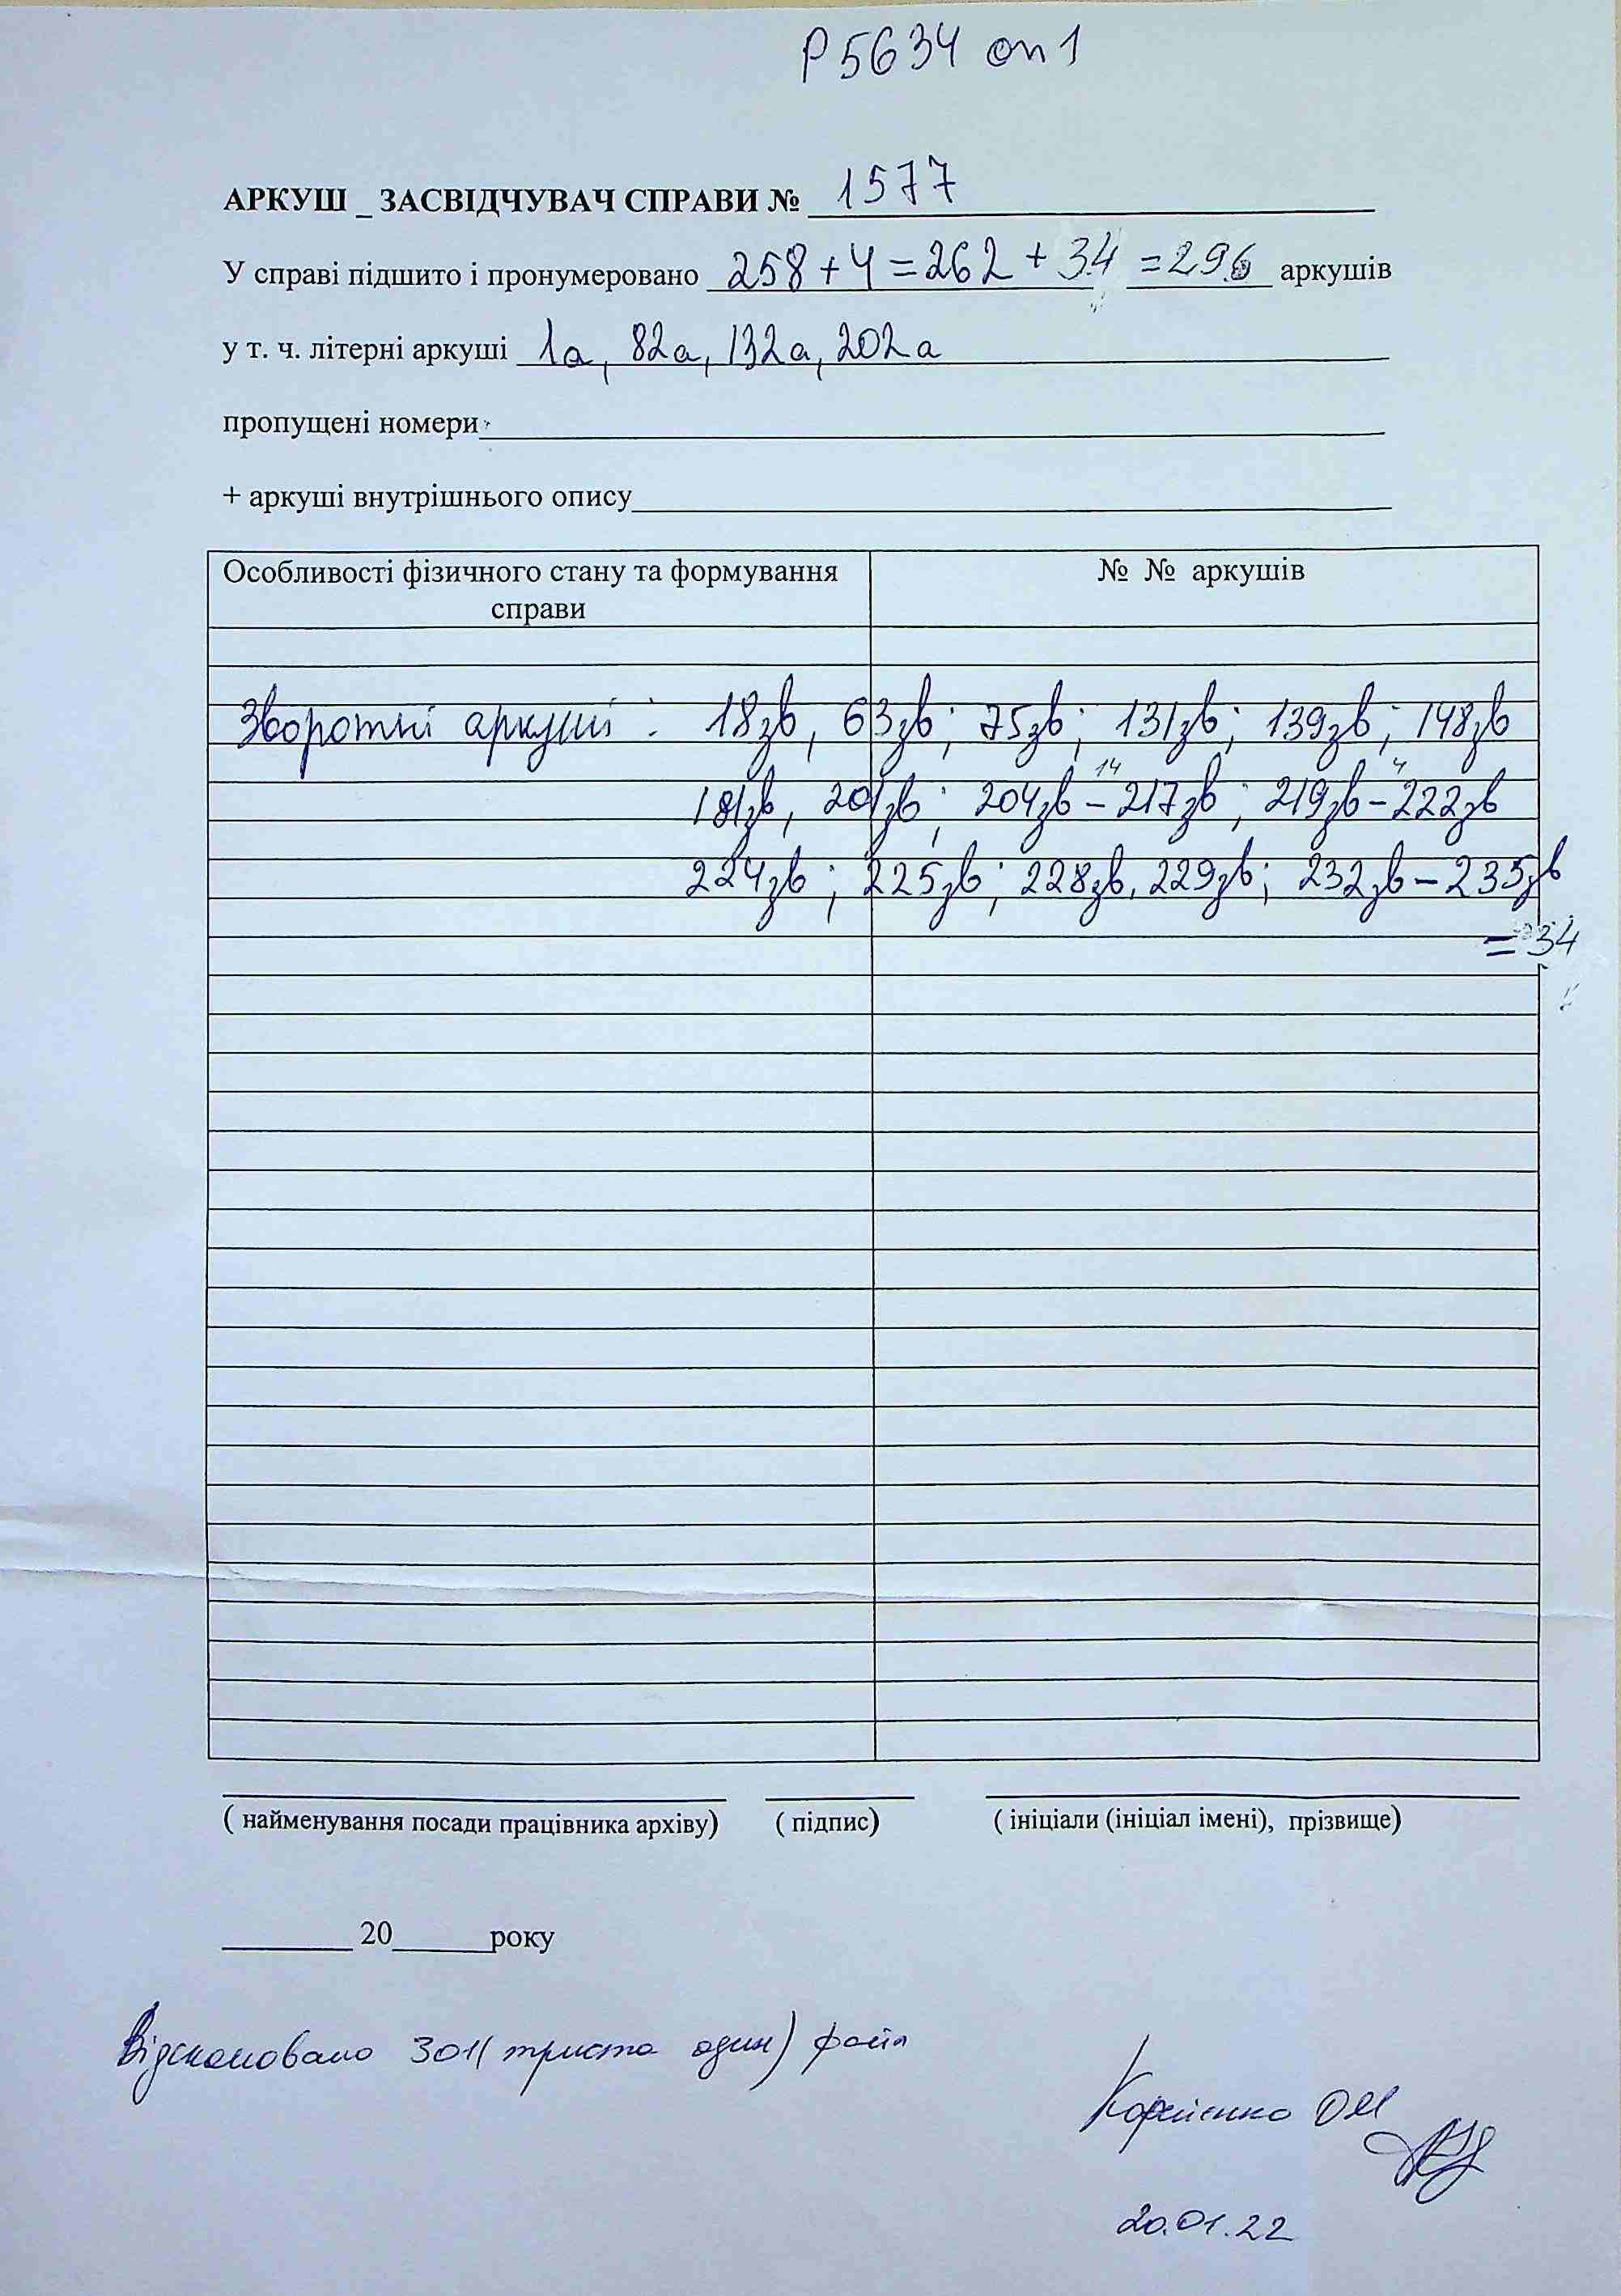 Р5634 оп1
АРКУШ _ ЗАСВІДЧУВАЧ СПРАВИ № 1577
У справі підшито і пронумеровано 258+4=262+34=296 аркушів
у т. ч. літерні аркуші 1а, 82а, 132а, 202а
пропущені номери
+ аркуші внутрішнього опису
Особливості фізичного стану та формування
справи
№ № аркушів
Зворотні аркуші : 18зв, 63зв; 75зв; 131зв; 139зв; 148зв
14 4
181зв, 201зв; 204зв – 217зв; 219зв – 222зв
224зв; 225зв; 228зв, 229зв; 232зв – 235зв
= 34
( найменування посади працівника архіву) ( підпис) ( ініціали (ініціал імені), прізвище)
20 року
Відскановано 301(триста один) файл
ОМ
20.01.22